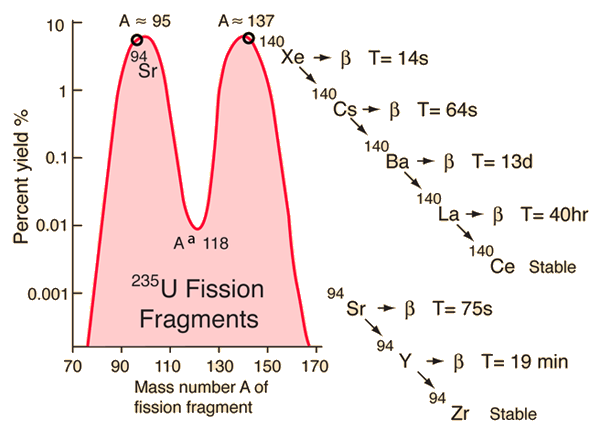 A ≈ 95
A ≈ 137
10
1
0.1
0.01
0.001
Percent yield %
94
Sr
A ª 118
235U Fission
Fragments
70 90 110 130 150 170
Mass number A of
fission fragment
140 Xe → β T= 14s
140 Cs → β T= 64s
140 Ba → β T= 13d
140 La → β T= 40hr
140 Ce Stable
94 Sr → β T= 75s
94 Y → β T= 19 min
94 Zr Stable